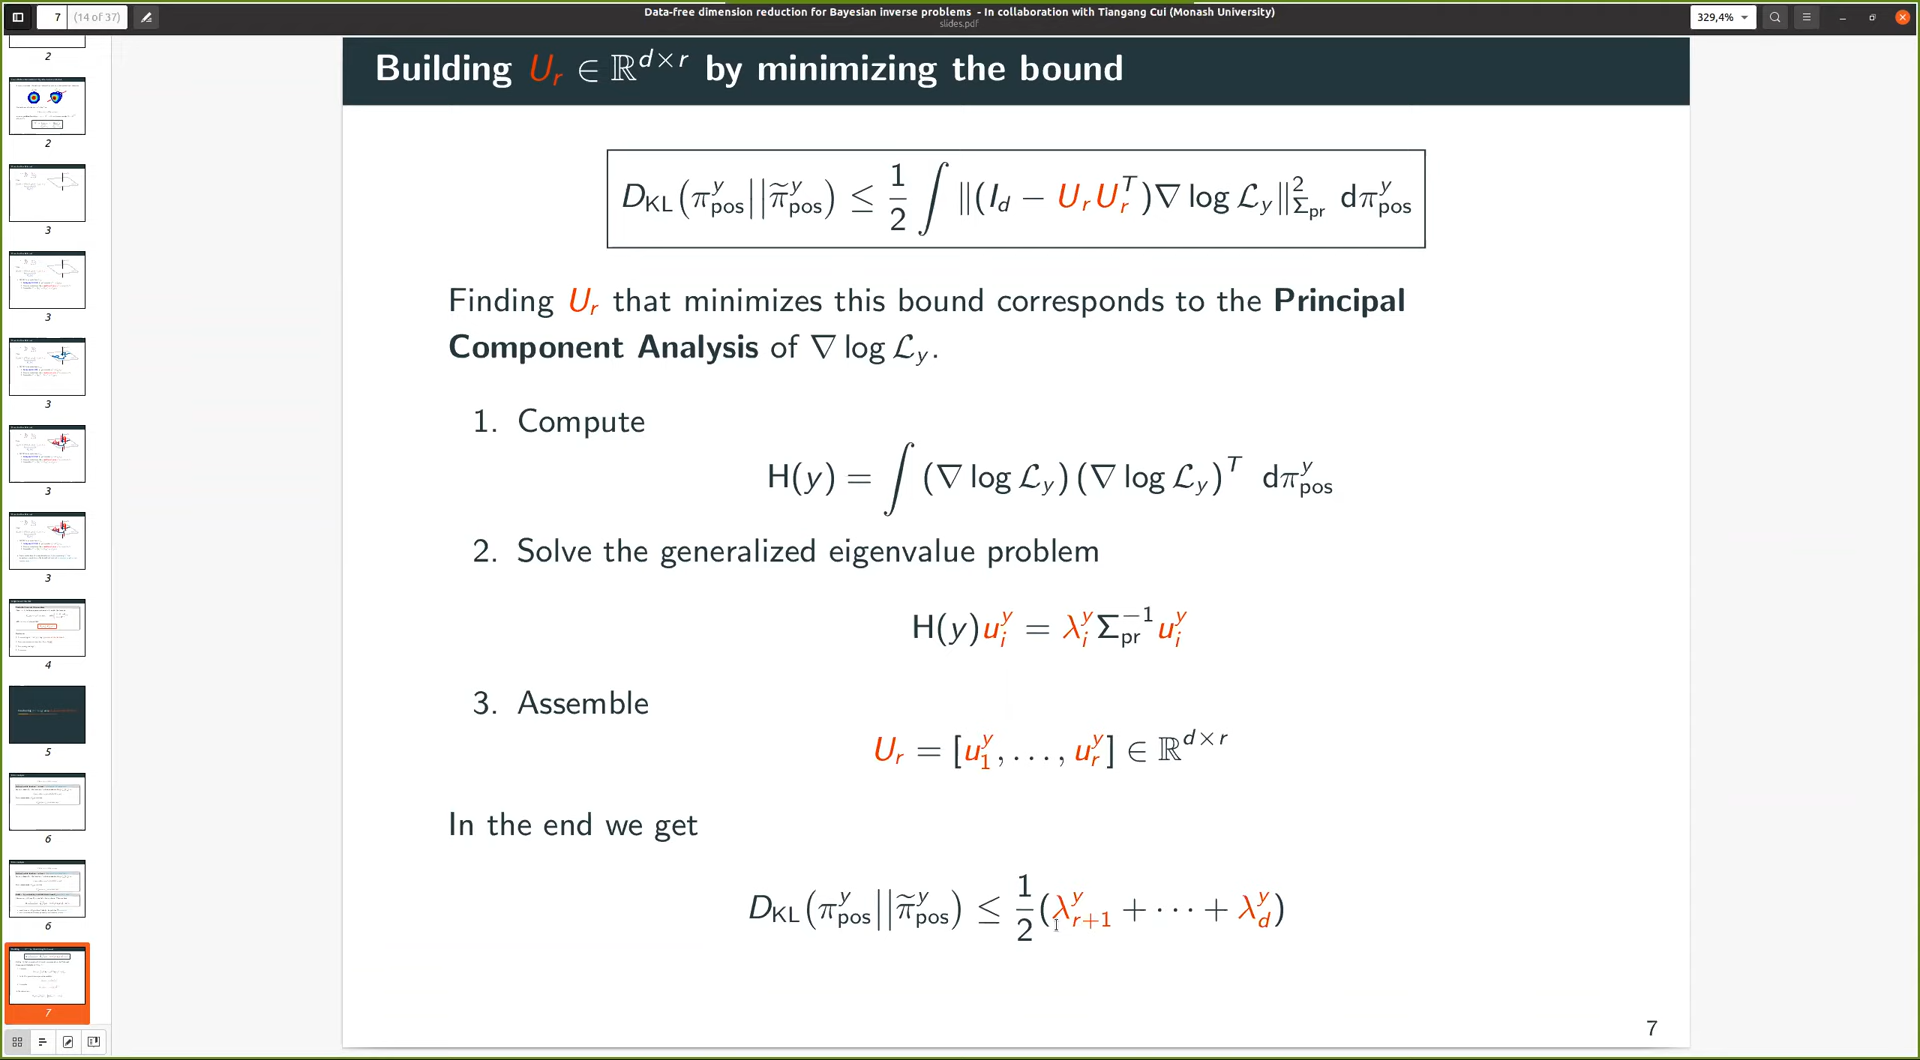 7 (14 of 37)
Data-free dimension reduction for Bayesian inverse problems - In collaboration with Tiangang Cui (Monash University)
slides.pdf
329,4%
2
2
3
3
3
3
3
4
5
6
6
7
Building U_r ∈ ℝ^{d×r} by minimizing the bound
D_KL(π^y_pos||π̃^y_pos) ≤ 1/2 ∫ ‖(I_d − U_r U_r^T)∇ log ℒ_y‖²_{Σ_pr} dπ^y_pos
Finding U_r that minimizes this bound corresponds to the Principal
Component Analysis of ∇ log ℒ_y.
1. Compute
H(y) = ∫ (∇ log ℒ_y)(∇ log ℒ_y)^T dπ^y_pos
2. Solve the generalized eigenvalue problem
H(y)u_i^y = λ_i^y Σ_pr^{−1} u_i^y
3. Assemble
U_r = [u_1^y, . . . , u_r^y] ∈ ℝ^{d×r}
In the end we get
D_KL(π^y_pos||π̃^y_pos) ≤ 1/2 (λ^y_{r+1} + · · · + λ^y_d)
7